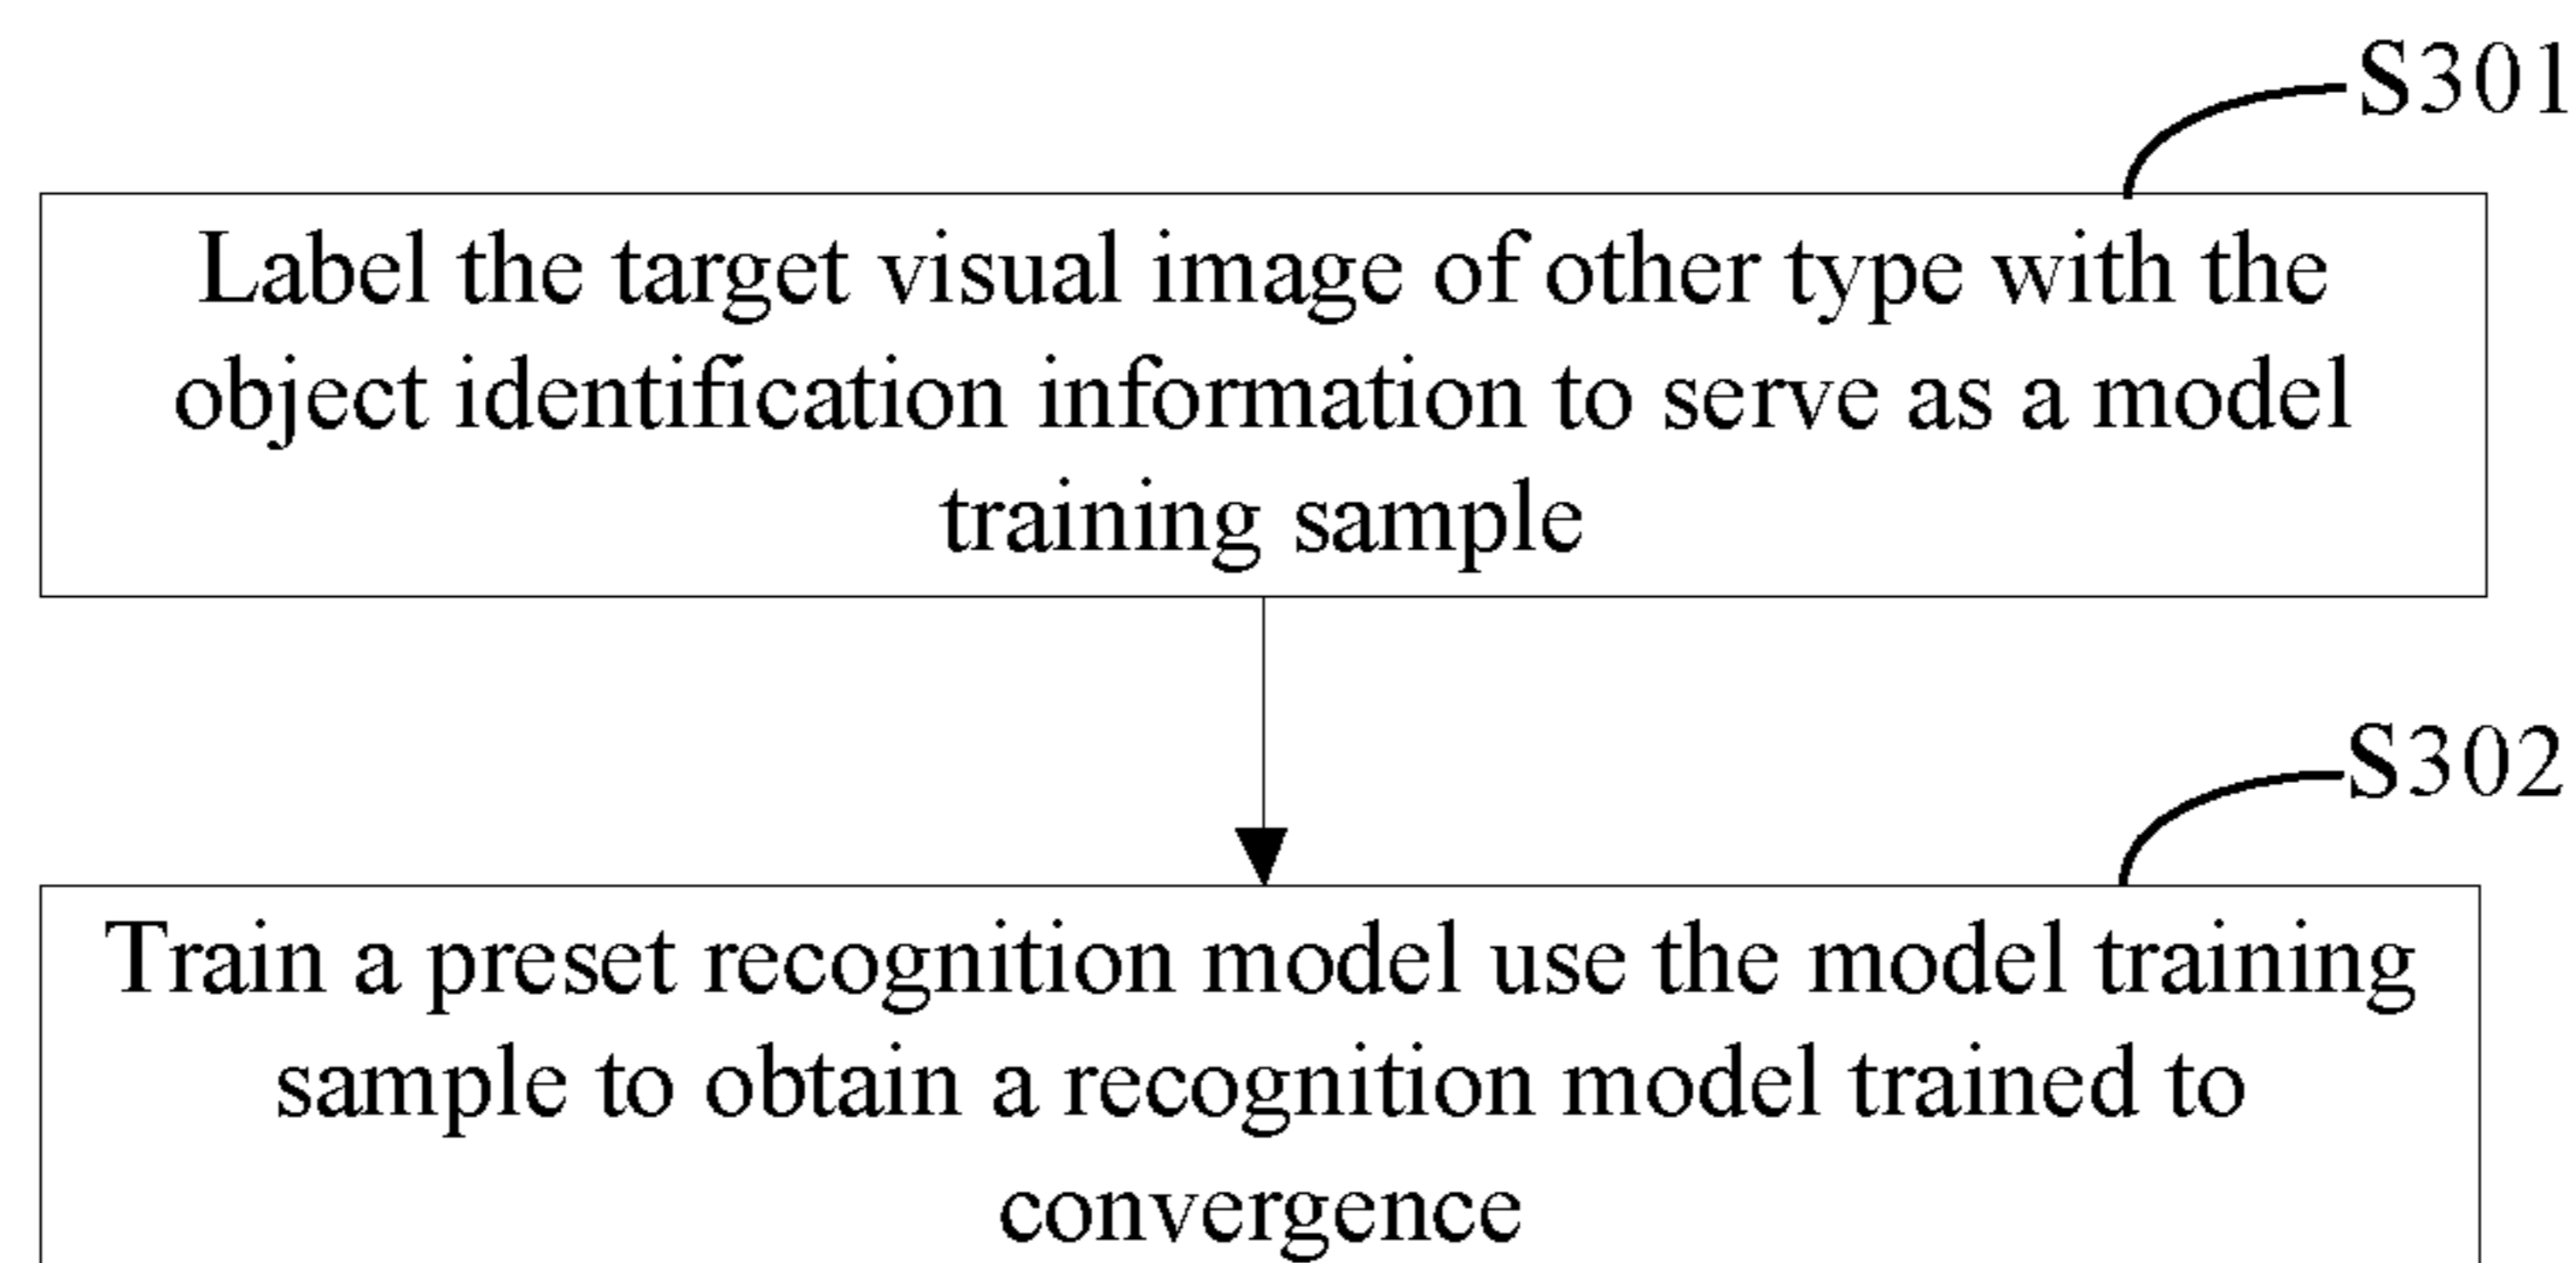 S301
Label the target visual image of other type with the
object identification information to serve as a model
training sample
S302
Train a preset recognition model use the model training
sample to obtain a recognition model trained to
convergence